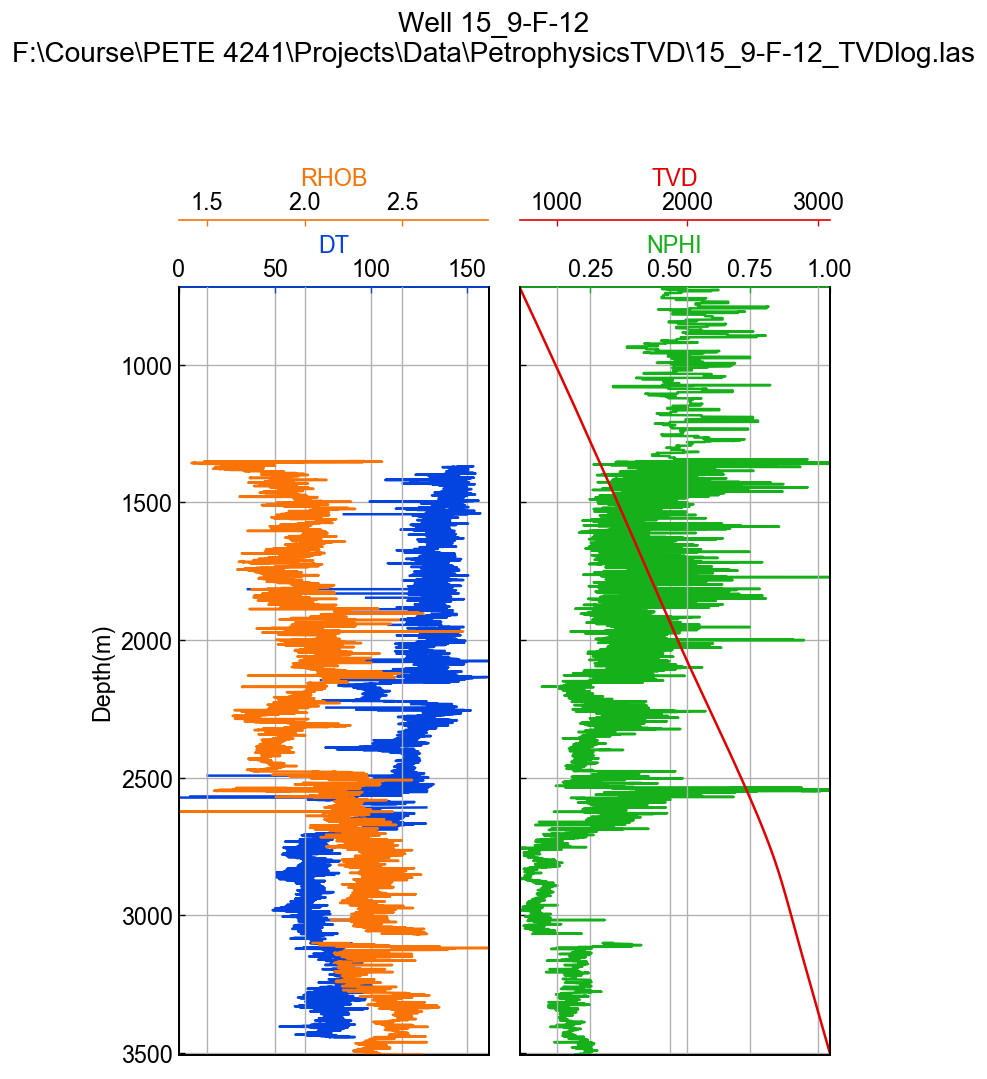 Well 15_9-F-12
F:\Course\PETE 4241\Projects\Data\PetrophysicsTVD\15_9-F-12_TVDlog.las
RHOB
1.5 2.0 2.5
DT
0 50 100 150
TVD
1000 2000 3000
NPHI
0.25 0.50 0.75 1.00
Depth(m)
1000
1500
2000
2500
3000
3500